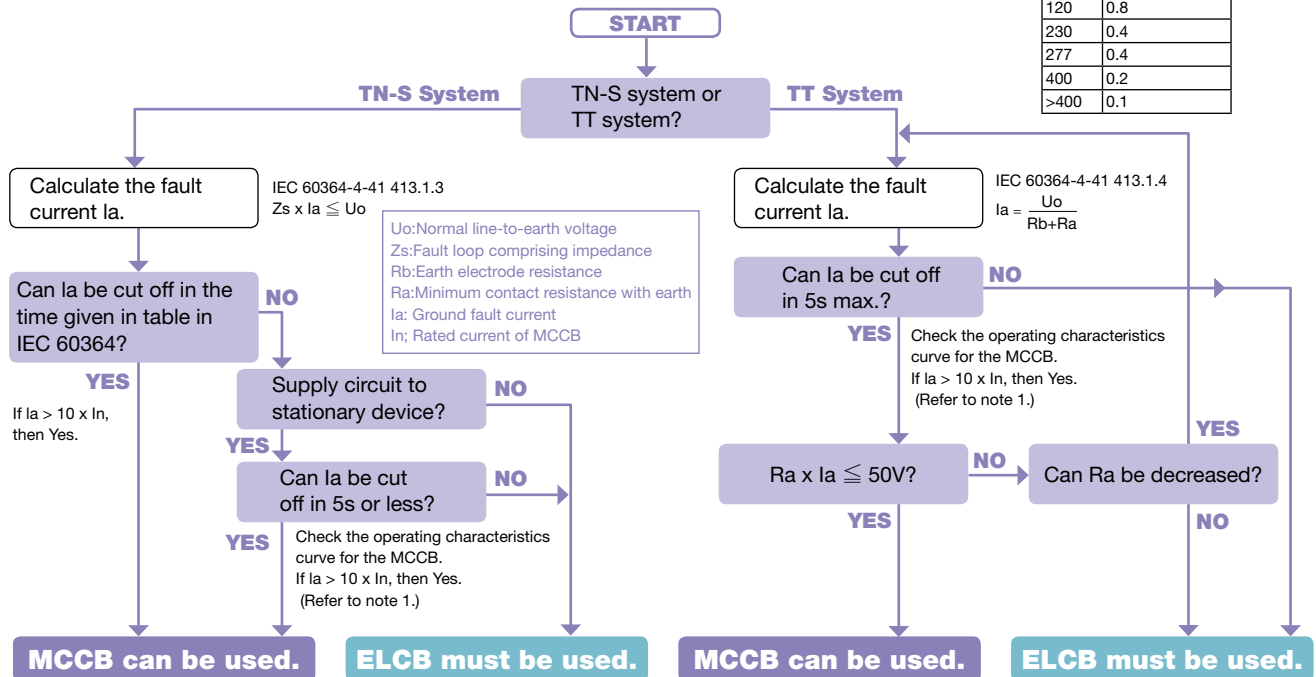 START
120 0.8
230 0.4
277 0.4
400 0.2
>400 0.1
TN-S System
TN-S system or
TT system?
TT System
Calculate the fault
current Ia.
IEC 60364-4-41 413.1.3
Zs x Ia ≦ Uo
Uo:Normal line-to-earth voltage
Zs:Fault loop comprising impedance
Rb:Earth electrode resistance
Ra:Minimum contact resistance with earth
Ia: Ground fault current
In; Rated current of MCCB
Calculate the fault
current Ia.
IEC 60364-4-41 413.1.4
Ia = Uo
Rb+Ra
Can Ia be cut off in the
time given in table in
IEC 60364?
NO
YES
If Ia > 10 x In,
then Yes.
Supply circuit to
stationary device?
NO
YES
Can Ia be cut
off in 5s or less?
NO
YES
Check the operating characteristics
curve for the MCCB.
If Ia > 10 x In, then Yes.
(Refer to note 1.)
Can Ia be cut off
in 5s max.?
NO
YES
Check the operating characteristics
curve for the MCCB.
If Ia > 10 x In, then Yes.
(Refer to note 1.)
Ra x Ia ≦ 50V?
NO
YES
YES
Can Ra be decreased?
NO
MCCB can be used.
ELCB must be used.
MCCB can be used.
ELCB must be used.